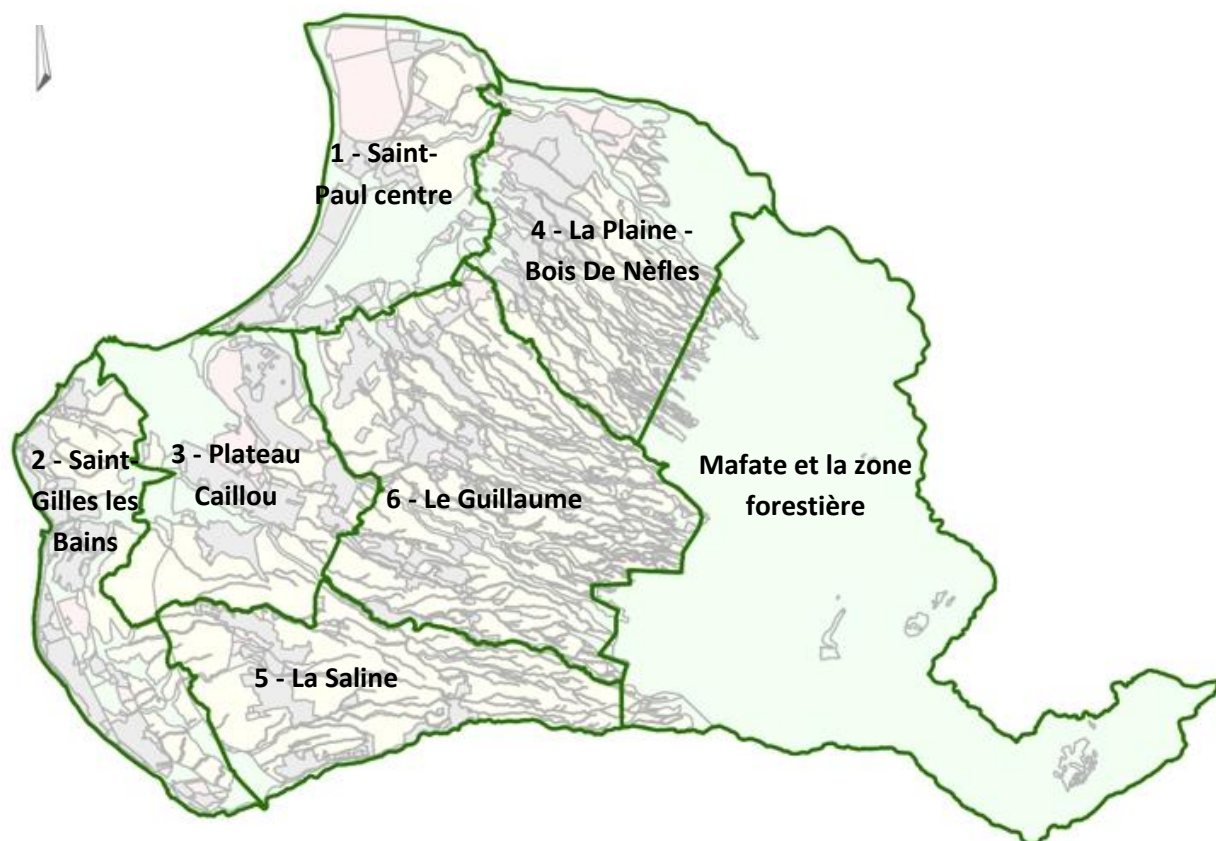 1 - Saint-
Paul centre
4 - La Plaine -
Bois De Nèfles
2 - Saint-
Gilles les
Bains
3 - Plateau
Caillou
6 - Le Guillaume
Mafate et la zone
forestière
5 - La Saline